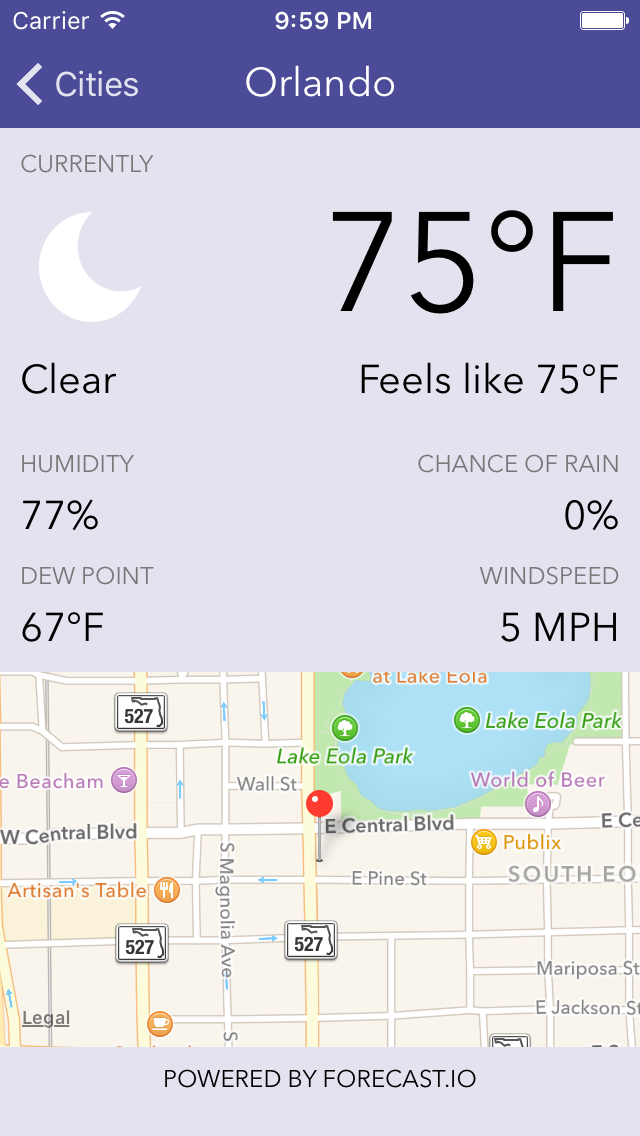 Carrier 9:59 PM
Cities Orlando
CURRENTLY
75°F
Clear Feels like 75°F
HUMIDITY CHANCE OF RAIN
77% 0%
DEW POINT WINDSPEED
67°F 5 MPH
at Lake Eola
527
Lake Eola Park
Lake Eola Park
e Beacham
Wall St
World of Beer
W Central Blvd
E Central Blvd
E Ce
Publix
S Magnolia Ave
E Pine St
SOUTH EO
Artisan's Table
527
527
Mariposa St
E Jackson St
Legal
S
POWERED BY FORECAST.IO